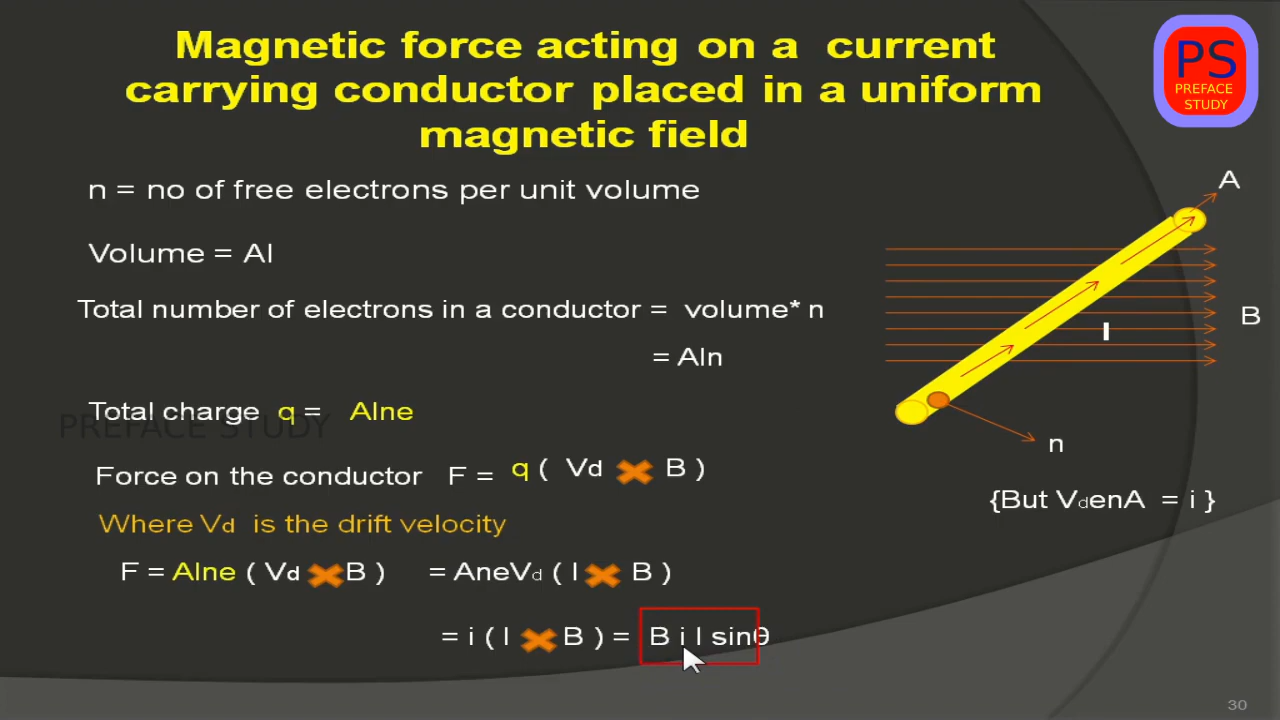 Magnetic force acting on a current
carrying conductor placed in a uniform
magnetic field
PS
PREFACE
STUDY
n = no of free electrons per unit volume
A
Volume = Al
Total number of electrons in a conductor = volume* n
B
l
= Aln
Total charge q = Alne
PREFACE STUDY
n
Force on the conductor F = q ( Vd × B )
{But VdenA = i }
Where Vd is the drift velocity
F = Alne ( Vd × B ) = AneVd ( l × B )
= i ( l × B ) = B i l sinθ
30